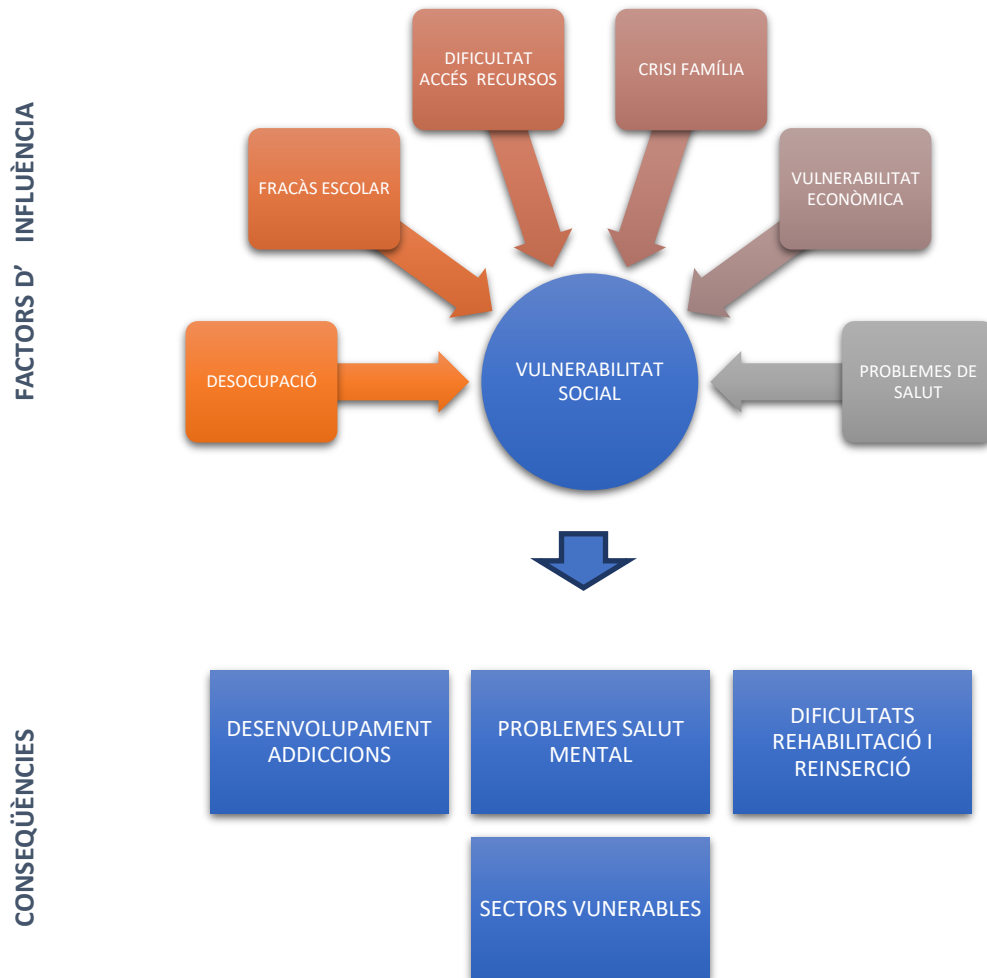 FACTORS D’ INFLUÈNCIA
DIFICULTAT
ACCÉS RECURSOS
CRISI FAMÍLIA
FRACÀS ESCOLAR
VULNERABILITAT
ECONÒMICA
DESOCUPACIÓ
VULNERABILITAT
SOCIAL
PROBLEMES DE
SALUT
CONSEQÜÈNCIES
DESENVOLUPAMENT
ADDICCIONS
PROBLEMES SALUT
MENTAL
DIFICULTATS
REHABILITACIÓ I
REINSERCIÓ
SECTORS VUNERABLES